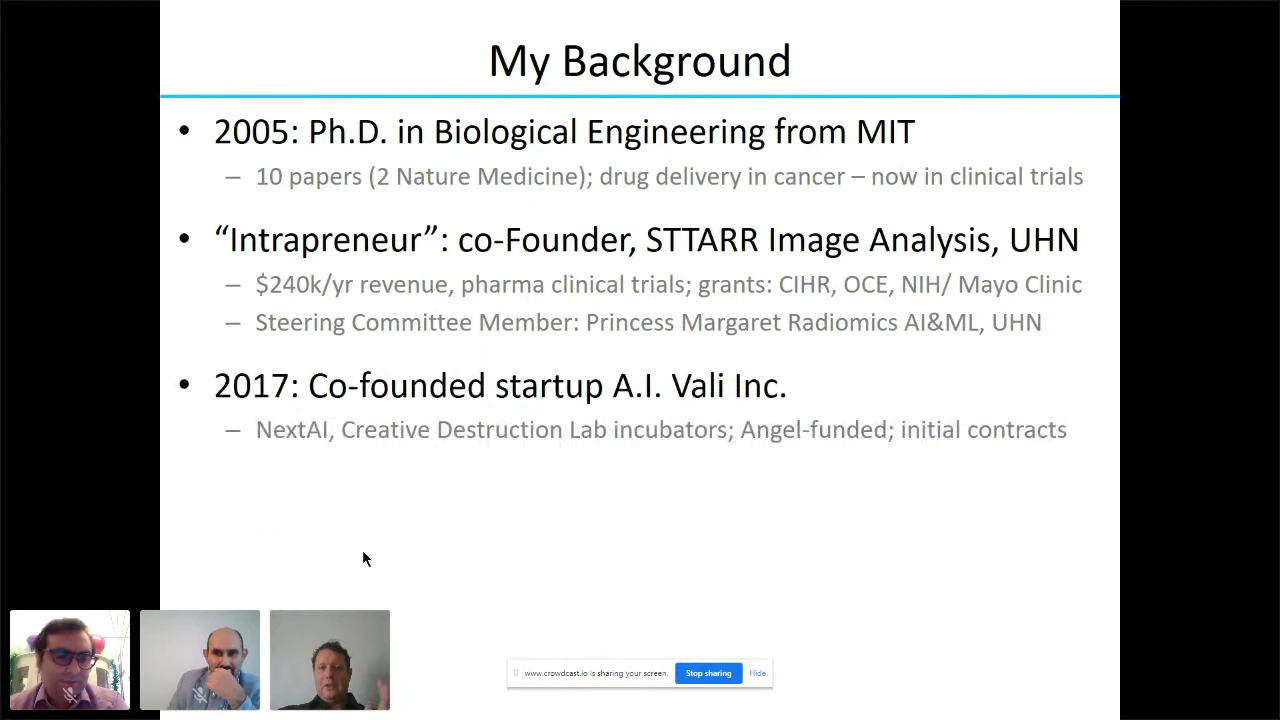 My Background
• 2005: Ph.D. in Biological Engineering from MIT
– 10 papers (2 Nature Medicine); drug delivery in cancer – now in clinical trials
• “Intrapreneur”: co-Founder, STTARR Image Analysis, UHN
– $240k/yr revenue, pharma clinical trials; grants: CIHR, OCE, NIH/ Mayo Clinic
– Steering Committee Member: Princess Margaret Radiomics AI&ML, UHN
• 2017: Co-founded startup A.I. Vali Inc.
– NextAI, Creative Destruction Lab incubators; Angel-funded; initial contracts
www.crowdcast.io is sharing your screen. Stop sharing Hide